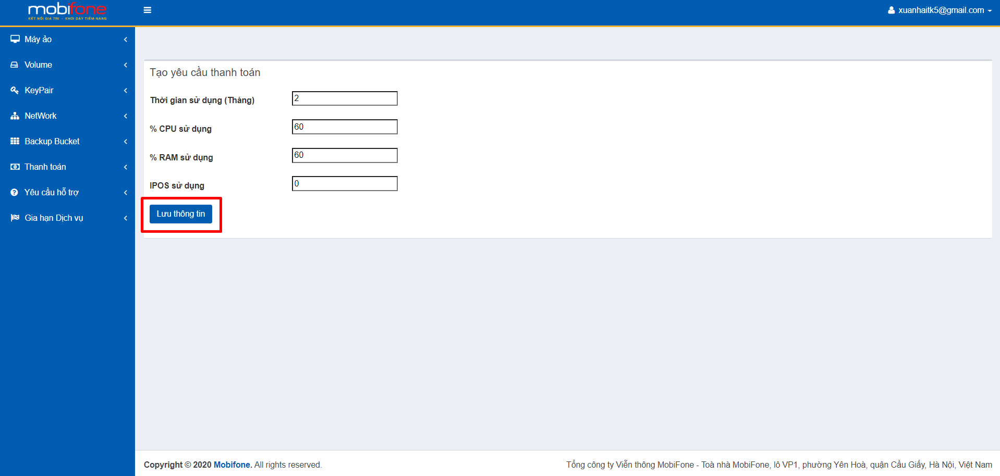 mobifone
KẾT NỐI GIÁ TRỊ - KHƠI DẬY TIỀM NĂNG
xuanhaitk5@gmail.com
Máy ảo
Volume
KeyPair
NetWork
Backup Bucket
Thanh toán
Yêu cầu hỗ trợ
Gia hạn Dịch vụ
Tạo yêu cầu thanh toán
Thời gian sử dụng (Tháng) 2
% CPU sử dụng 60
% RAM sử dụng 60
IPOS sử dụng 0
Lưu thông tin
Copyright © 2020 Mobifone. All rights reserved.
Tổng công ty Viễn thông MobiFone - Toà nhà MobiFone, lô VP1, phường Yên Hoà, quận Cầu Giấy, Hà Nội, Việt Nam